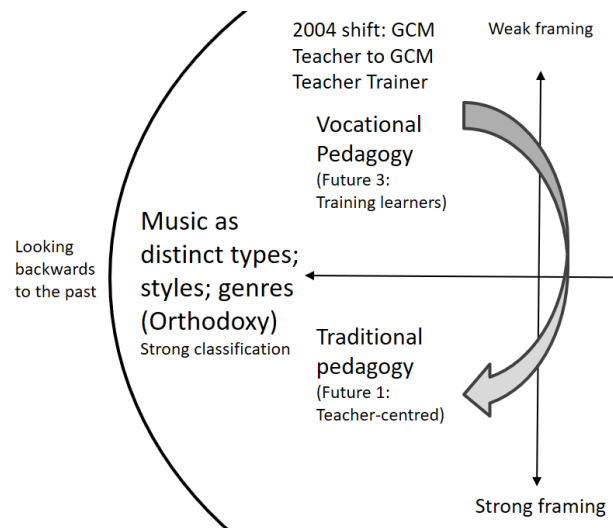 2004 shift: GCM
Teacher to GCM
Teacher Trainer
Weak framing
Vocational
Pedagogy
(Future 3:
Training learners)
Looking
backwards
to the past
Music as
distinct types;
styles; genres
(Orthodoxy)
Strong classification
Traditional
pedagogy
(Future 1:
Teacher-centred)
Strong framing